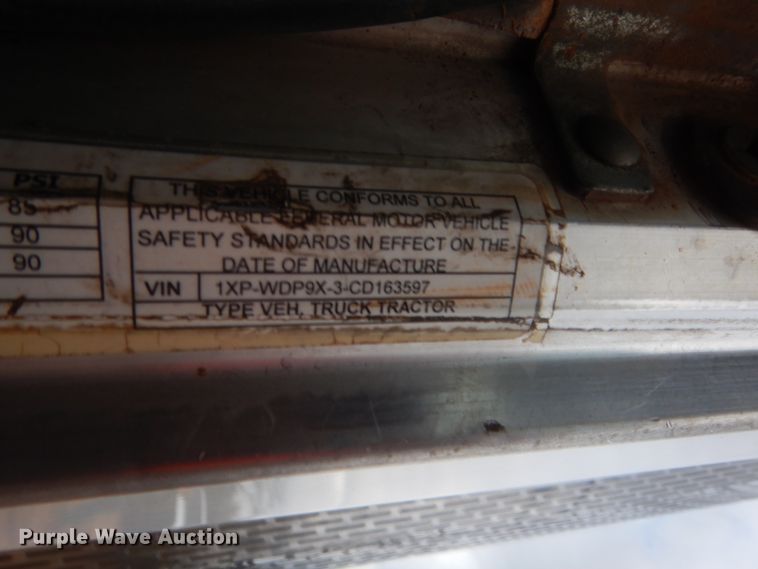 PSI
85
90
90
THIS VEHICLE CONFORMS TO ALL
APPLICABLE FEDERAL MOTOR VEHICLE
SAFETY STANDARDS IN EFFECT ON THE
DATE OF MANUFACTURE
VIN 1XP-WDP9X-3-CD163597
TYPE VEH. TRUCK TRACTOR
Purple Wave Auction